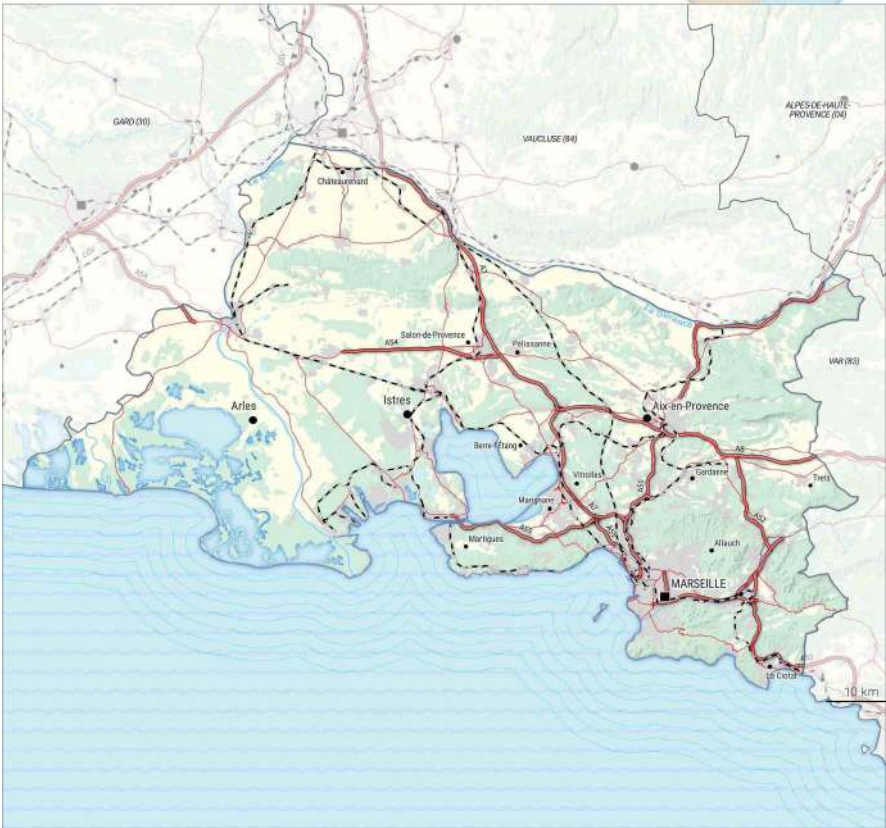 ALPES-DE-HAUTE-
PROVENCE (04)
GARD (30)
VAUCLUSE (84)
Châteaurenard
A7
A54
La Durance
Salon-de-Provence
A54
Pélissanne
VAR (83)
Istres
Arles
Aix-en-Provence
Berre-l'Étang
A8
Vitrolles
Gardanne
Trets
A51
Marignane
A7
A52
A55
Martigues
Allauch
MARSEILLE
A50
La Ciotat
10 km